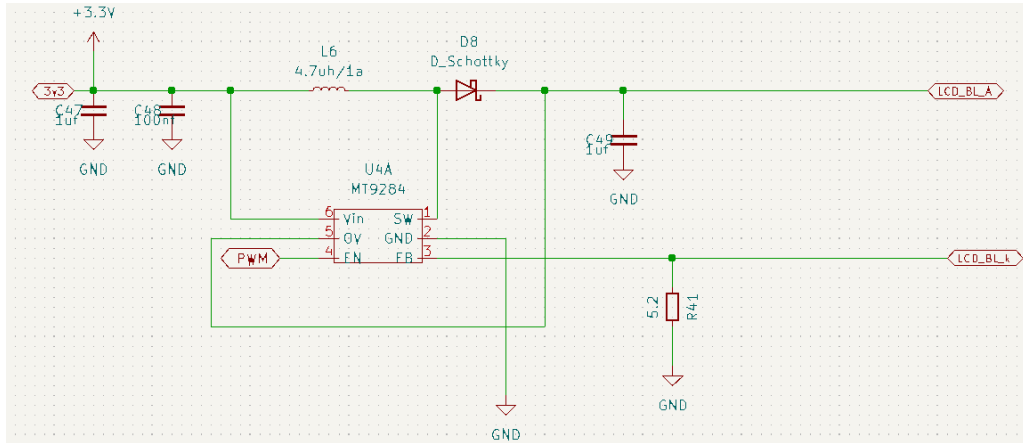 +3.3V
L6
4.7uh/1a
D8
D_Schottky
3v3
C47
1uf
C48
100nf
LCD_BL_A
C49
1uf
GND
GND
GND
U4A
MT9284
6
Vin
SW
1
5
OV
GND
2
4
EN
FB
3
PWM
LCD_BL_k
5.2
R41
GND
GND